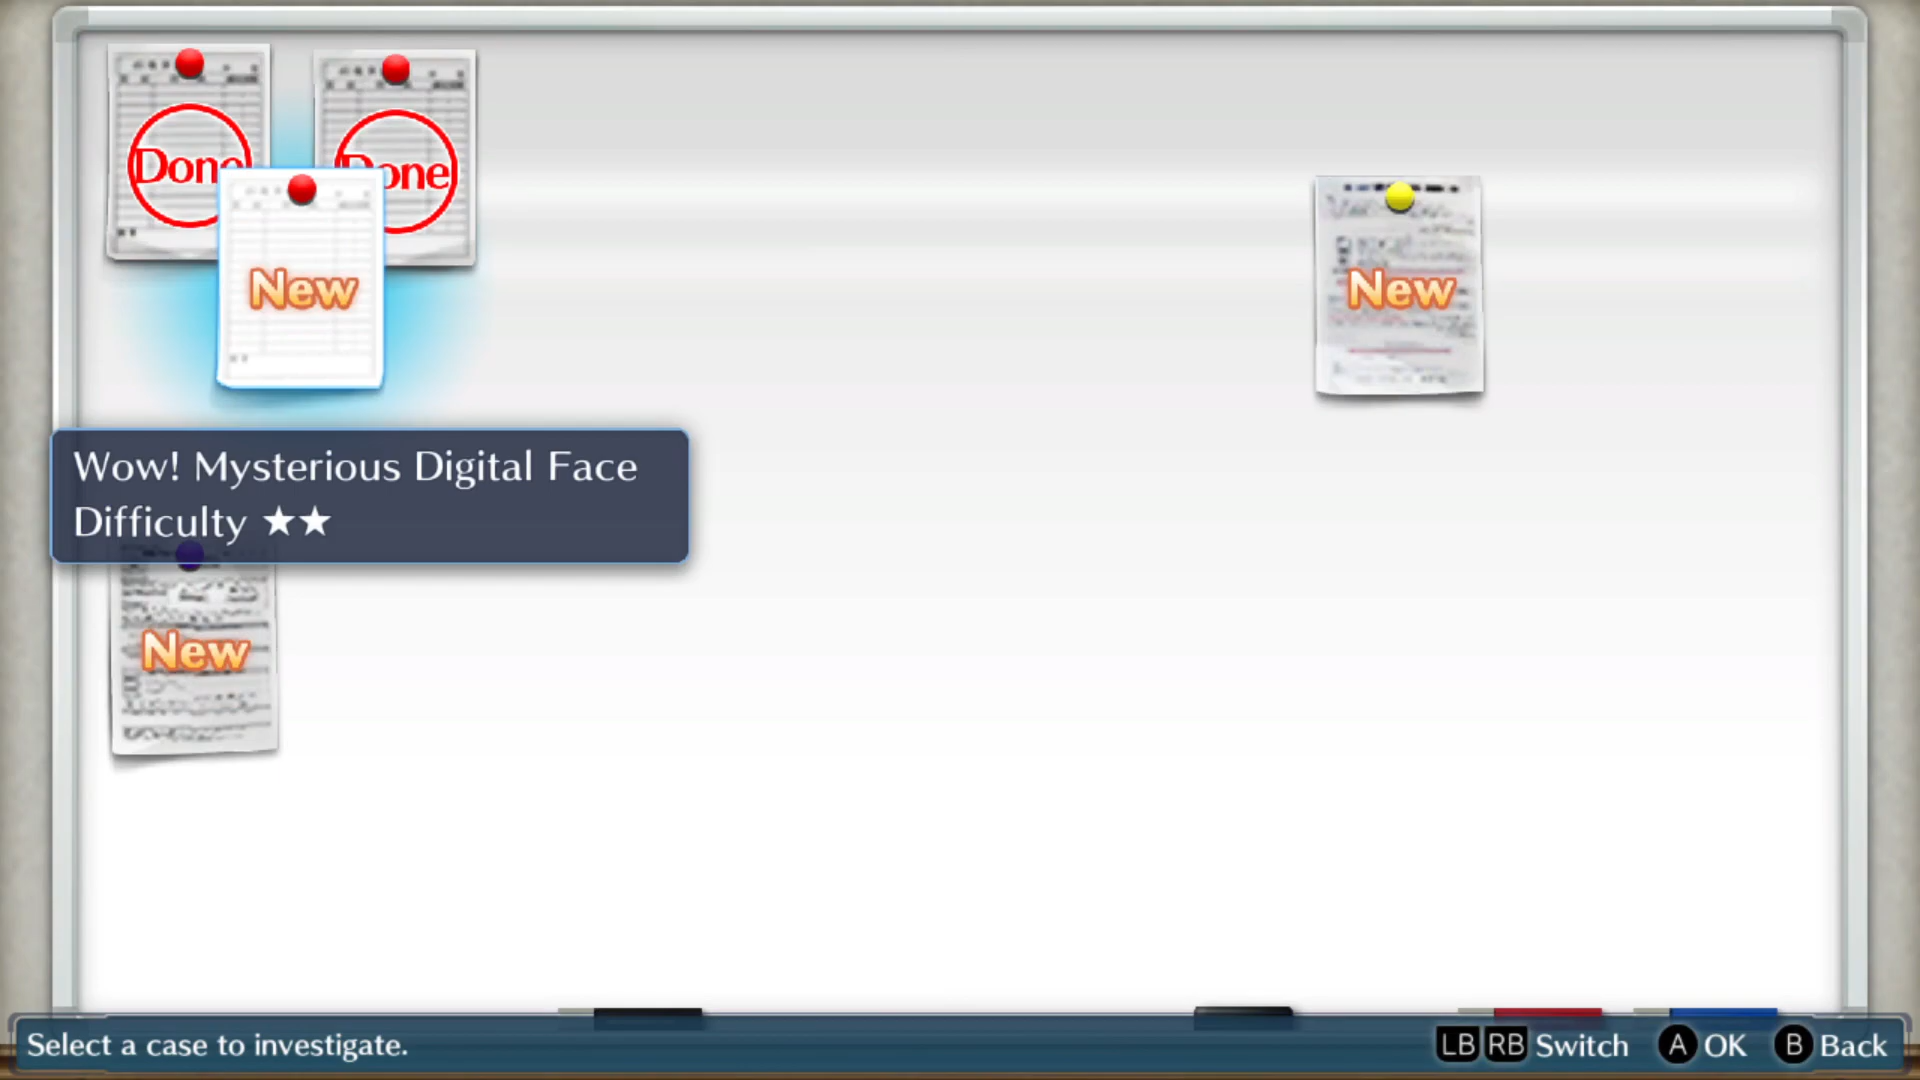 Done
Done
New
New
Wow! Mysterious Digital Face
Difficulty ★★
New
Select a case to investigate.
LB RB Switch A OK B Back